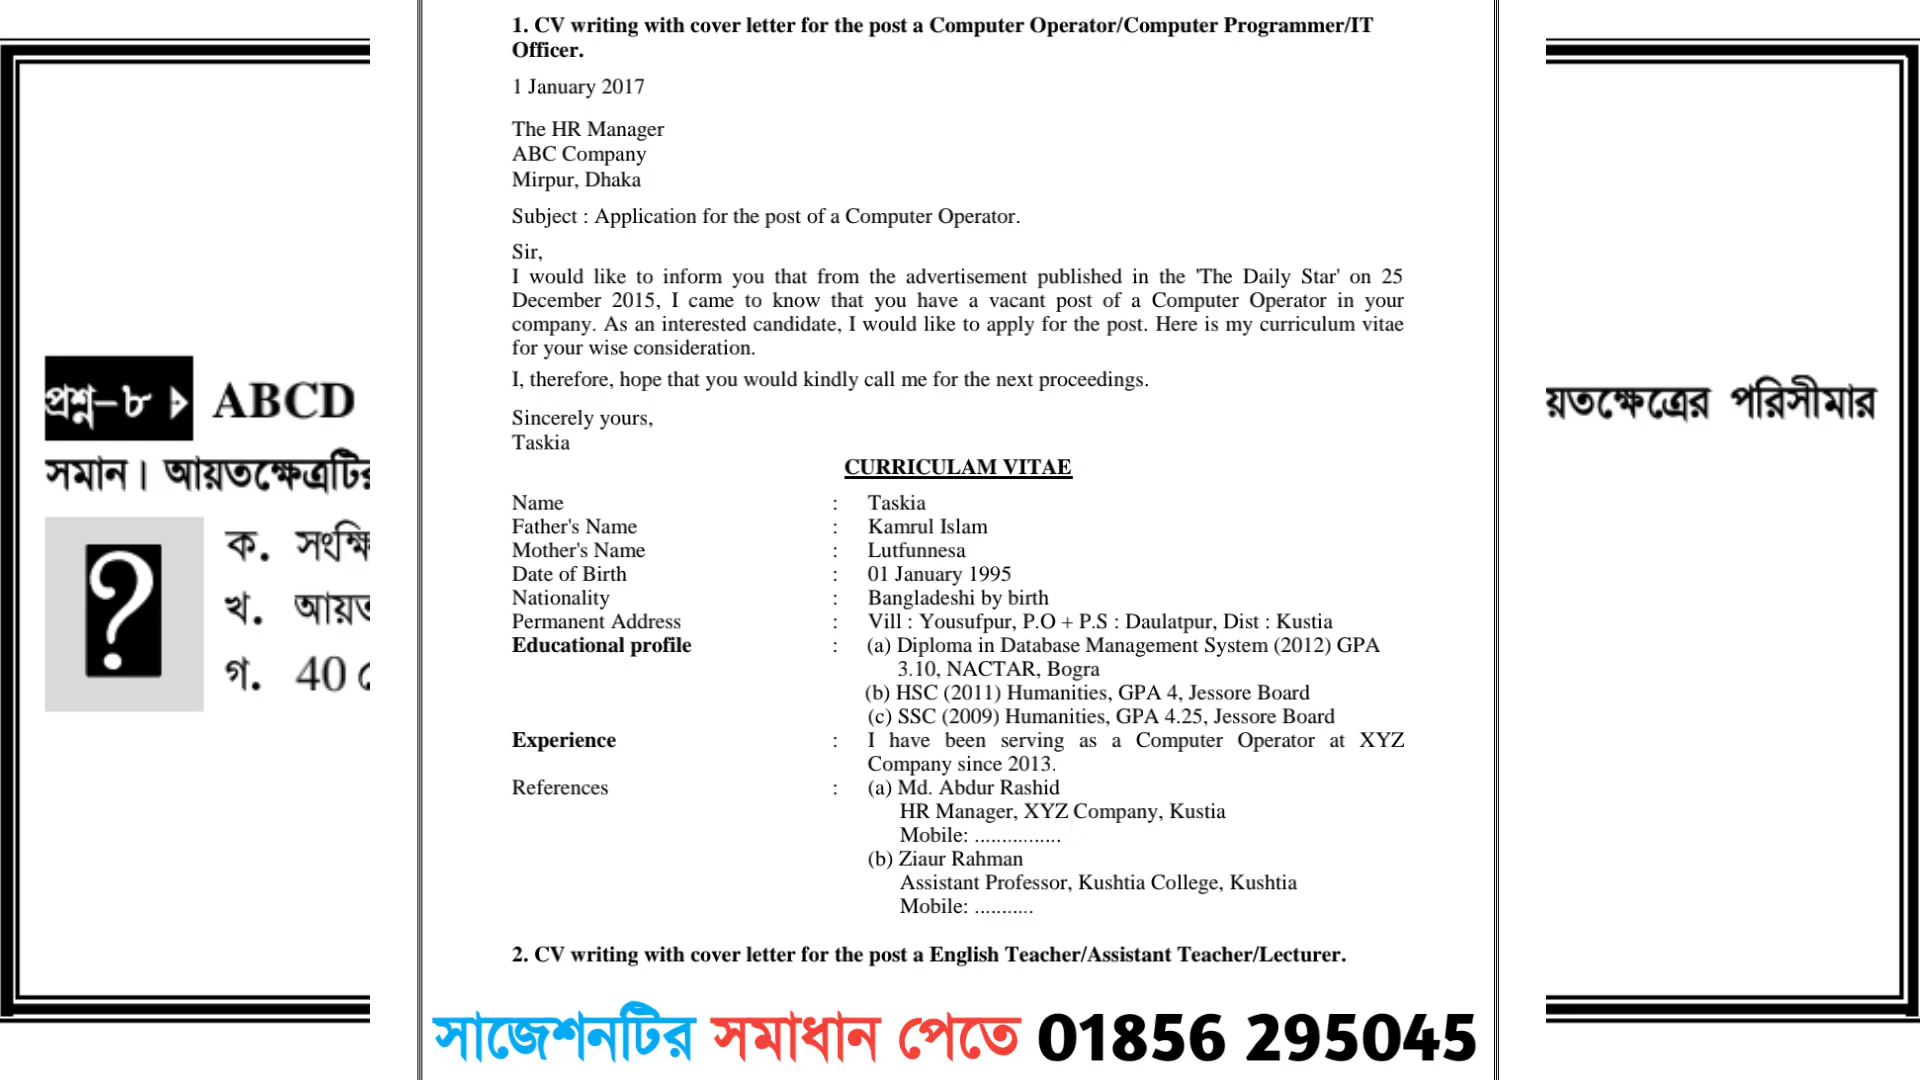 1. CV writing with cover letter for the post a Computer Operator/Computer Programmer/IT
Officer.
1 January 2017
The HR Manager
ABC Company
Mirpur, Dhaka
Subject : Application for the post of a Computer Operator.
Sir,
I would like to inform you that from the advertisement published in the 'The Daily Star' on 25
December 2015, I came to know that you have a vacant post of a Computer Operator in your
company. As an interested candidate, I would like to apply for the post. Here is my curriculum vitae
for your wise consideration.
I, therefore, hope that you would kindly call me for the next proceedings.
Sincerely yours,
Taskia
CURRICULAM VITAE
Name : Taskia
Father's Name : Kamrul Islam
Mother's Name : Lutfunnesa
Date of Birth : 01 January 1995
Nationality : Bangladeshi by birth
Permanent Address : Vill : Yousufpur, P.O + P.S : Daulatpur, Dist : Kustia
Educational profile : (a) Diploma in Database Management System (2012) GPA
3.10, NACTAR, Bogra
(b) HSC (2011) Humanities, GPA 4, Jessore Board
(c) SSC (2009) Humanities, GPA 4.25, Jessore Board
Experience : I have been serving as a Computer Operator at XYZ
Company since 2013.
References : (a) Md. Abdur Rashid
HR Manager, XYZ Company, Kustia
Mobile: ................
(b) Ziaur Rahman
Assistant Professor, Kushtia College, Kushtia
Mobile: ...........
2. CV writing with cover letter for the post a English Teacher/Assistant Teacher/Lecturer.
সাজেশনটির সমাধান পেতে 01856 295045
প্রশ্ন–৮ ABCD
সমান। আয়তক্ষেত্রটির
?
ক. সংক্ষি
খ. আয়ত
গ. 40
য়তক্ষেত্রের পরিসীমার